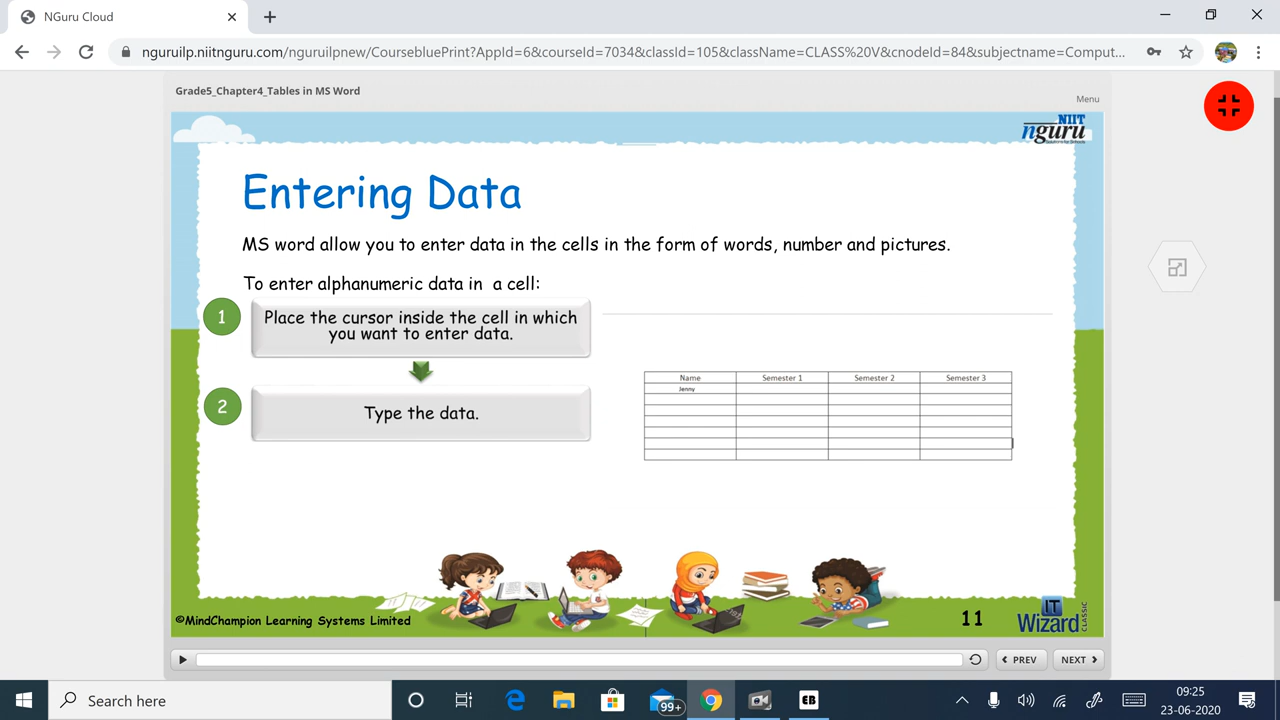 NGuru Cloud
nguruilp.niitnguru.com/nguruilpnew/CoursebluePrint?AppId=6&courseId=7034&classId=105&className=CLASS%20V&cnodeId=84&subjectname=Comput...
Grade5_Chapter4_Tables in MS Word
Menu
NIIT
nguru
Solutions for Schools
Entering Data
MS word allow you to enter data in the cells in the form of words, number and pictures.
To enter alphanumeric data in a cell:
1
Place the cursor inside the cell in which
you want to enter data.
2
Type the data.
Name Semester 1 Semester 2 Semester 3
Jenny
©MindChampion Learning Systems Limited
11
IT
Wizard
CLASSIC
PREV
NEXT
Search here
99+
EB
09:25
23-06-2020